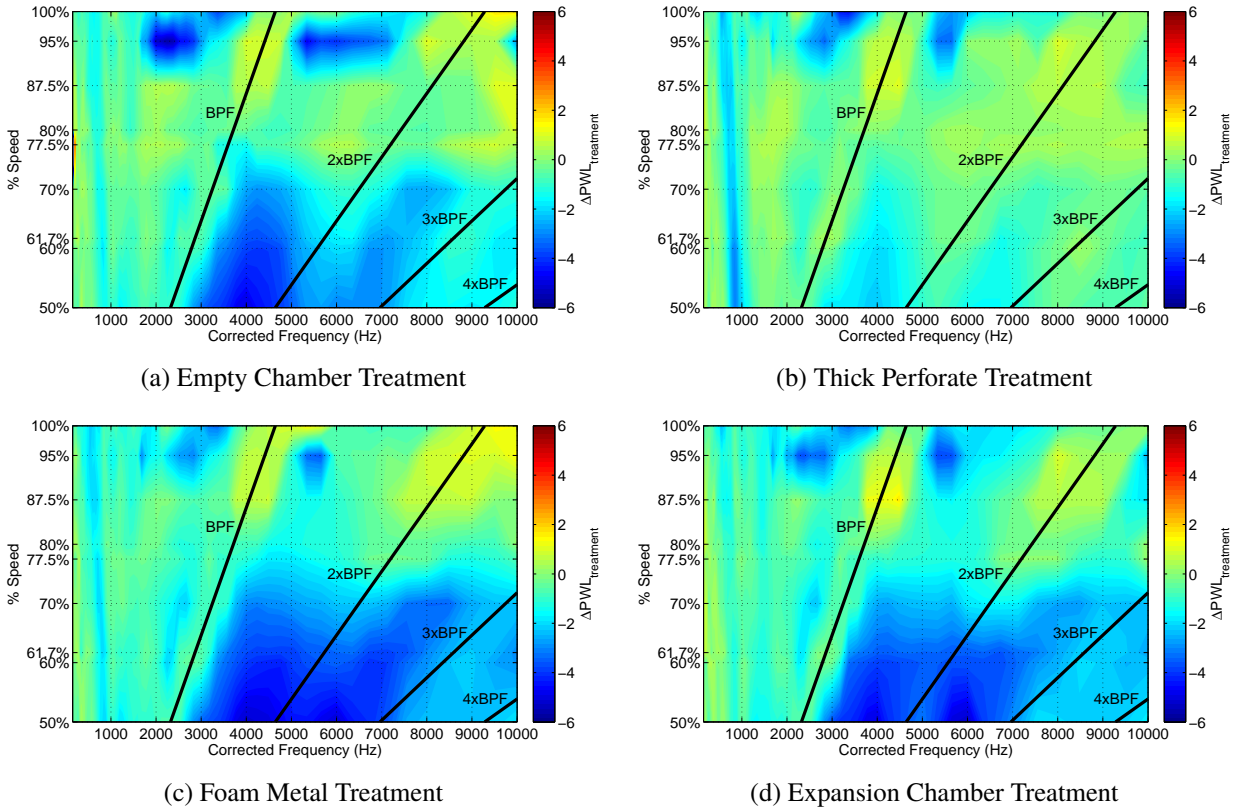 100%
95%
87.5%
80%
77.5%
70%
61.7%
60%
50%
% Speed
BPF
2xBPF
3xBPF
4xBPF
1000 2000 3000 4000 5000 6000 7000 8000 9000 10000
Corrected Frequency (Hz)
6
4
2
0
−2
−4
−6
ΔPWLtreatment
(a) Empty Chamber Treatment
100%
95%
87.5%
80%
77.5%
70%
61.7%
60%
50%
% Speed
BPF
2xBPF
3xBPF
4xBPF
1000 2000 3000 4000 5000 6000 7000 8000 9000 10000
Corrected Frequency (Hz)
6
4
2
0
−2
−4
−6
ΔPWLtreatment
(b) Thick Perforate Treatment
100%
95%
87.5%
80%
77.5%
70%
61.7%
60%
50%
% Speed
BPF
2xBPF
3xBPF
4xBPF
1000 2000 3000 4000 5000 6000 7000 8000 9000 10000
Corrected Frequency (Hz)
6
4
2
0
−2
−4
−6
ΔPWLtreatment
(c) Foam Metal Treatment
100%
95%
87.5%
80%
77.5%
70%
61.7%
60%
50%
% Speed
BPF
2xBPF
3xBPF
4xBPF
1000 2000 3000 4000 5000 6000 7000 8000 9000 10000
Corrected Frequency (Hz)
6
4
2
0
−2
−4
−6
ΔPWLtreatment
(d) Expansion Chamber Treatment